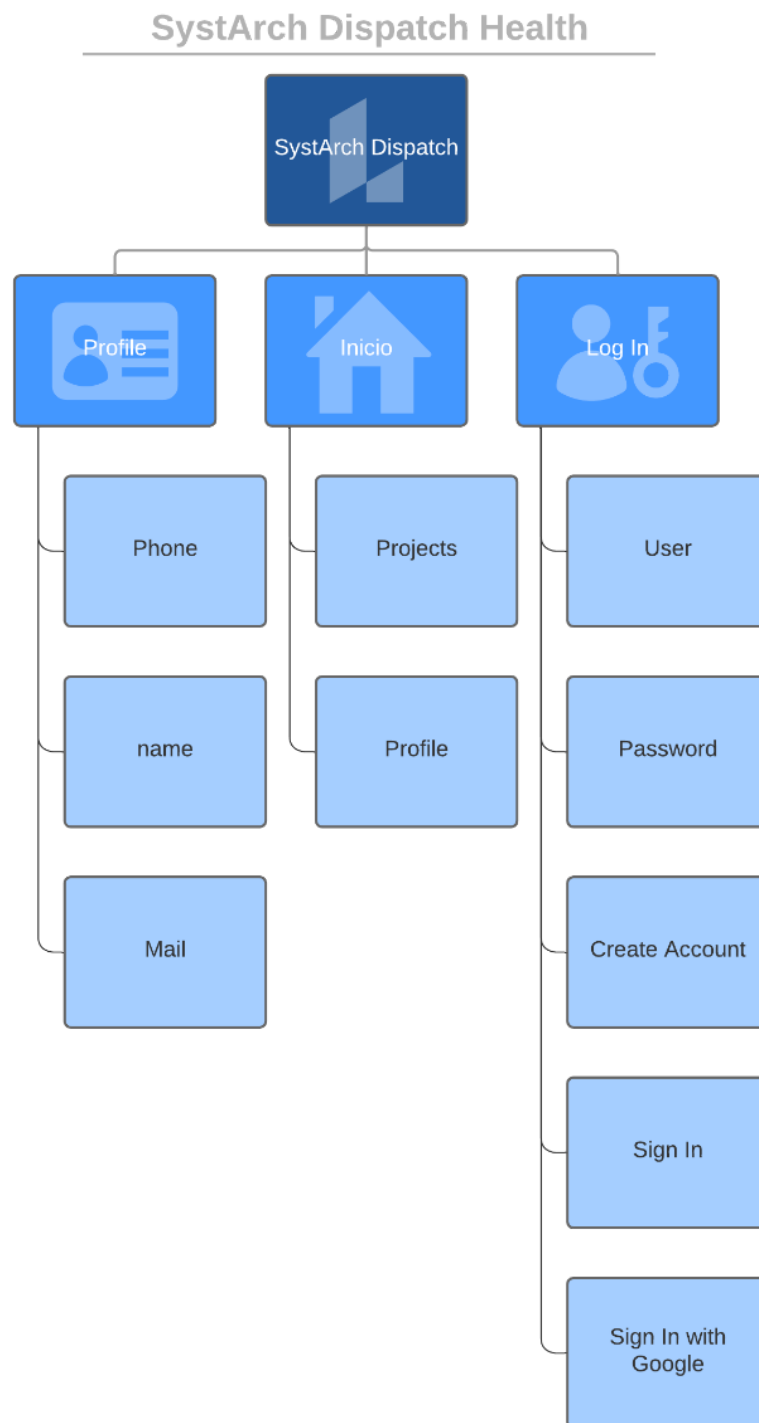 SystArch Dispatch Health
SystArch Dispatch
Profile
Inicio
Log In
Phone
Projects
User
name
Profile
Password
Mail
Create Account
Sign In
Sign In with
Google